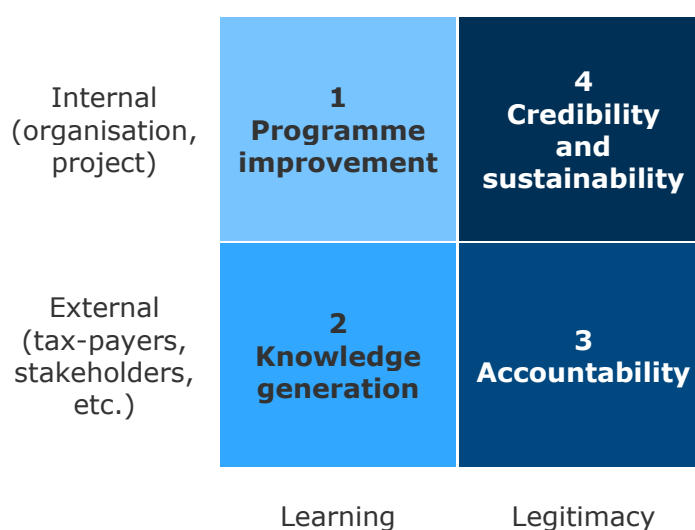 Internal
(organisation,
project)
1
Programme
improvement
4
Credibility
and
sustainability
External
(tax-payers,
stakeholders,
etc.)
2
Knowledge
generation
3
Accountability
Learning
Legitimacy